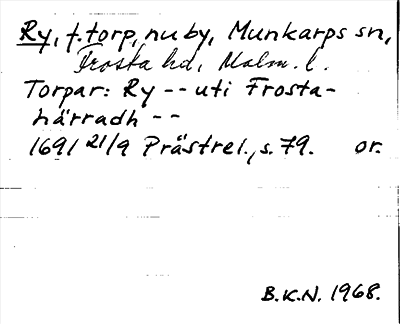 Ry, f. torp, nu by, Munkarps sn,
Frosta hd, Malm. l.
Torpar: Ry -- uti Frosta-
härradh --
1691 21/9 Prästrel., s. 79. or.
B.K.N. 1968.